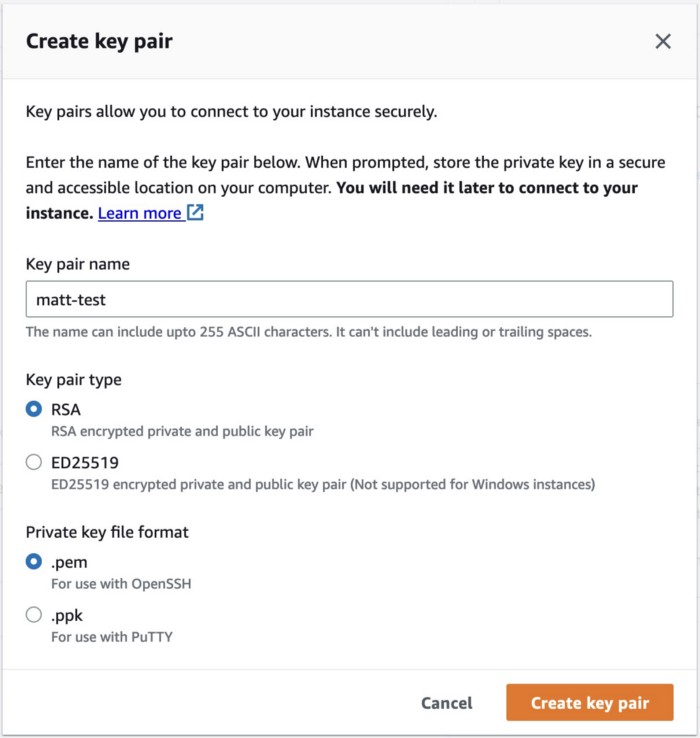 Create key pair
Key pairs allow you to connect to your instance securely.
Enter the name of the key pair below. When prompted, store the private key in a secure
and accessible location on your computer. You will need it later to connect to your
instance. Learn more
Key pair name
matt-test
The name can include upto 255 ASCII characters. It can't include leading or trailing spaces.
Key pair type
RSA
RSA encrypted private and public key pair
ED25519
ED25519 encrypted private and public key pair (Not supported for Windows instances)
Private key file format
.pem
For use with OpenSSH
.ppk
For use with PuTTY
Cancel
Create key pair